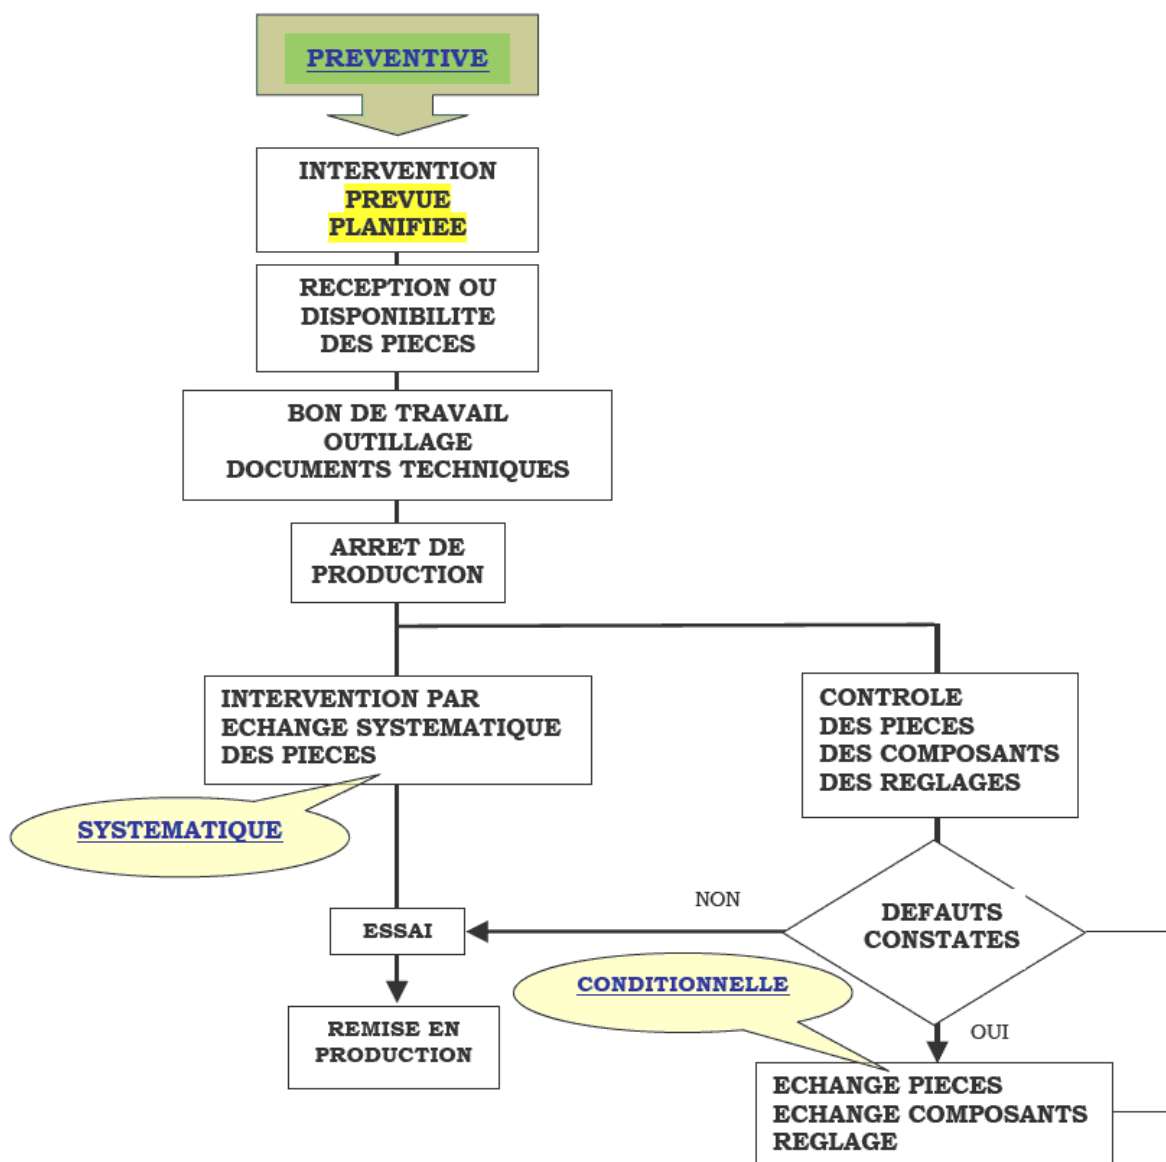 PREVENTIVE
INTERVENTION
PREVUE
PLANIFIEE
RECEPTION OU
DISPONIBILITE
DES PIECES
BON DE TRAVAIL
OUTILLAGE
DOCUMENTS TECHNIQUES
ARRET DE
PRODUCTION
INTERVENTION PAR
ECHANGE SYSTEMATIQUE
DES PIECES
SYSTEMATIQUE
CONTROLE
DES PIECES
DES COMPOSANTS
DES REGLAGES
NON
DEFAUTS
CONSTATES
ESSAI
CONDITIONNELLE
REMISE EN
PRODUCTION
OUI
ECHANGE PIECES
ECHANGE COMPOSANTS
REGLAGE